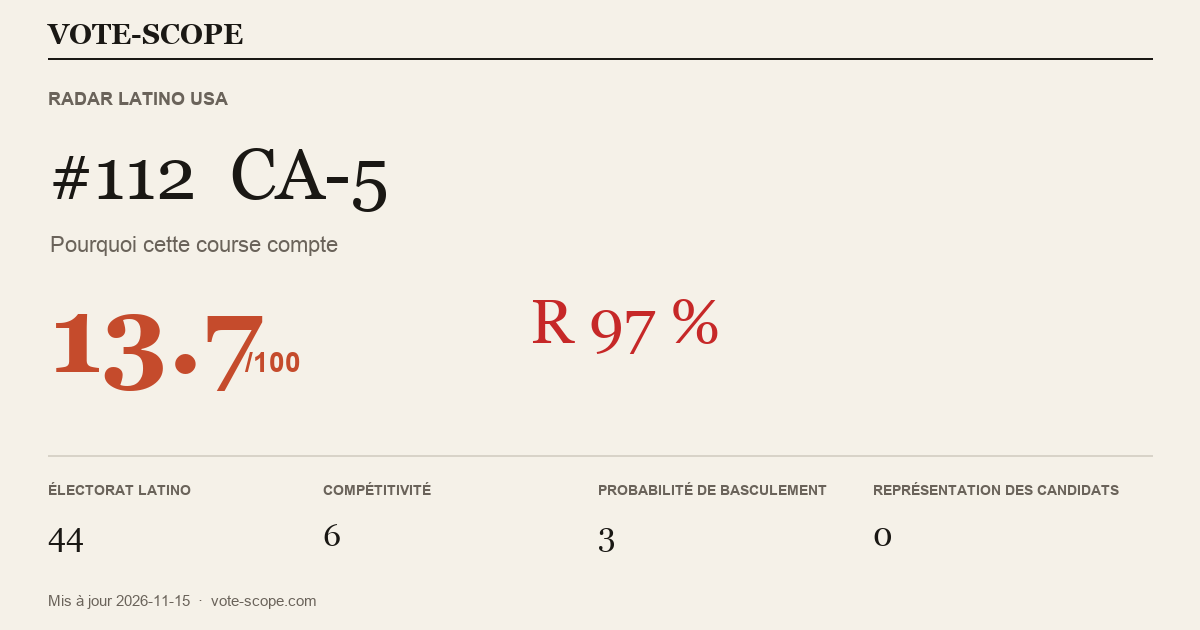 VOTE-SCOPE
RADAR LATINO USA
#112 CA-5
Pourquoi cette course compte
13.7/100
R 97 %
ÉLECTORAT LATINO
COMPÉTITIVITÉ
PROBABILITÉ DE BASCULEMENT
REPRÉSENTATION DES CANDIDATS
44
6
3
0
Mis à jour 2026-11-15 · vote-scope.com